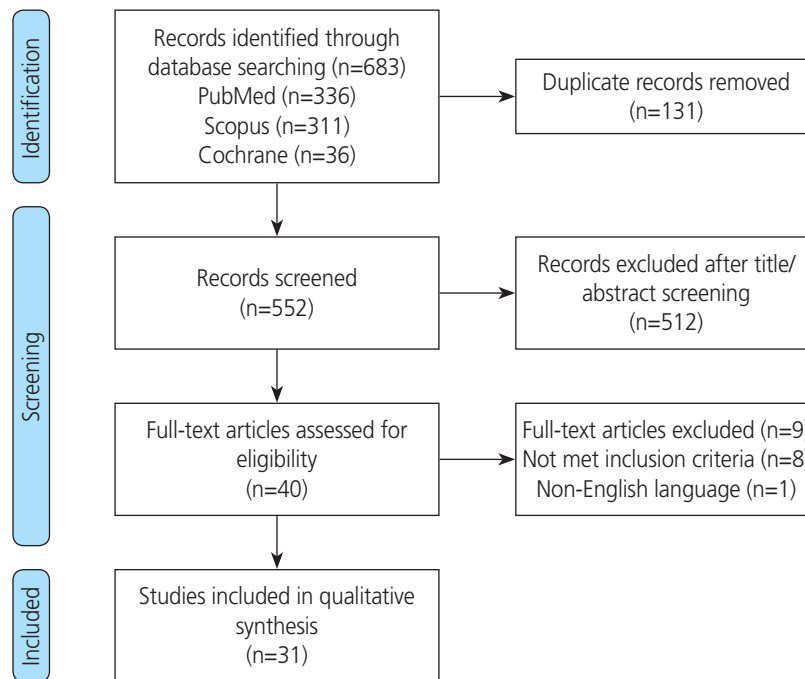 Identification
Records identified through
database searching (n=683)
PubMed (n=336)
Scopus (n=311)
Cochrane (n=36)
Duplicate records removed
(n=131)
Screening
Records screened
(n=552)
Records excluded after title/
abstract screening
(n=512)
Full-text articles assessed for
eligibility
(n=40)
Full-text articles excluded (n=9)
Not met inclusion criteria (n=8)
Non-English language (n=1)
Included
Studies included in qualitative
synthesis
(n=31)